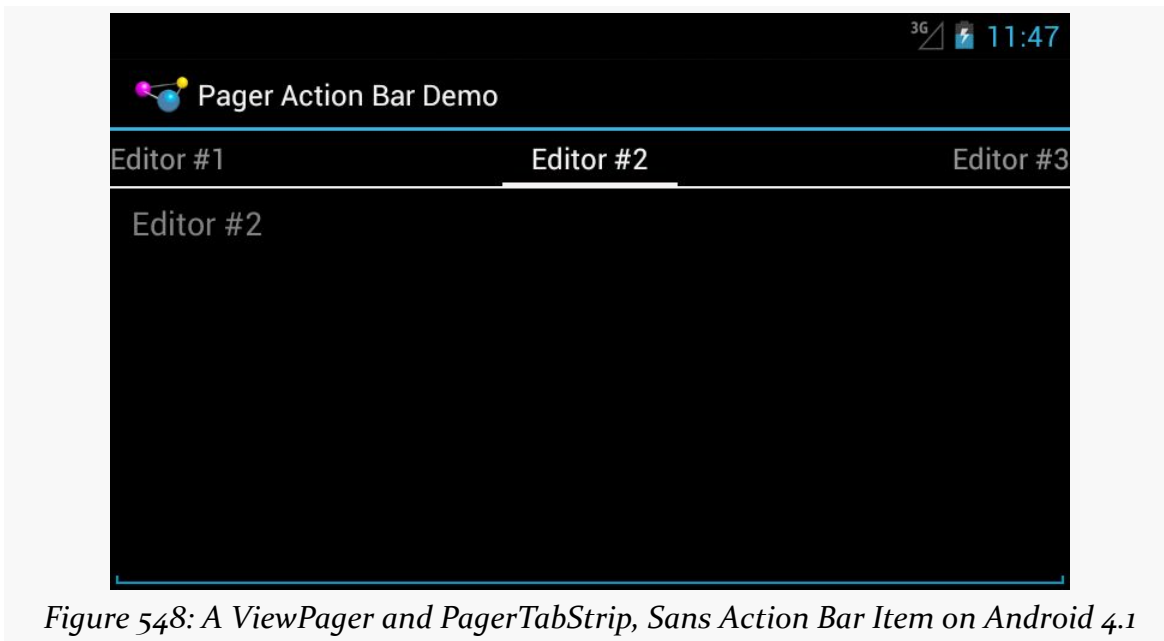 3G 11:47
Pager Action Bar Demo
Editor #1 Editor #2 Editor #3
Editor #2
Figure 548: A ViewPager and PagerTabStrip, Sans Action Bar Item on Android 4.1